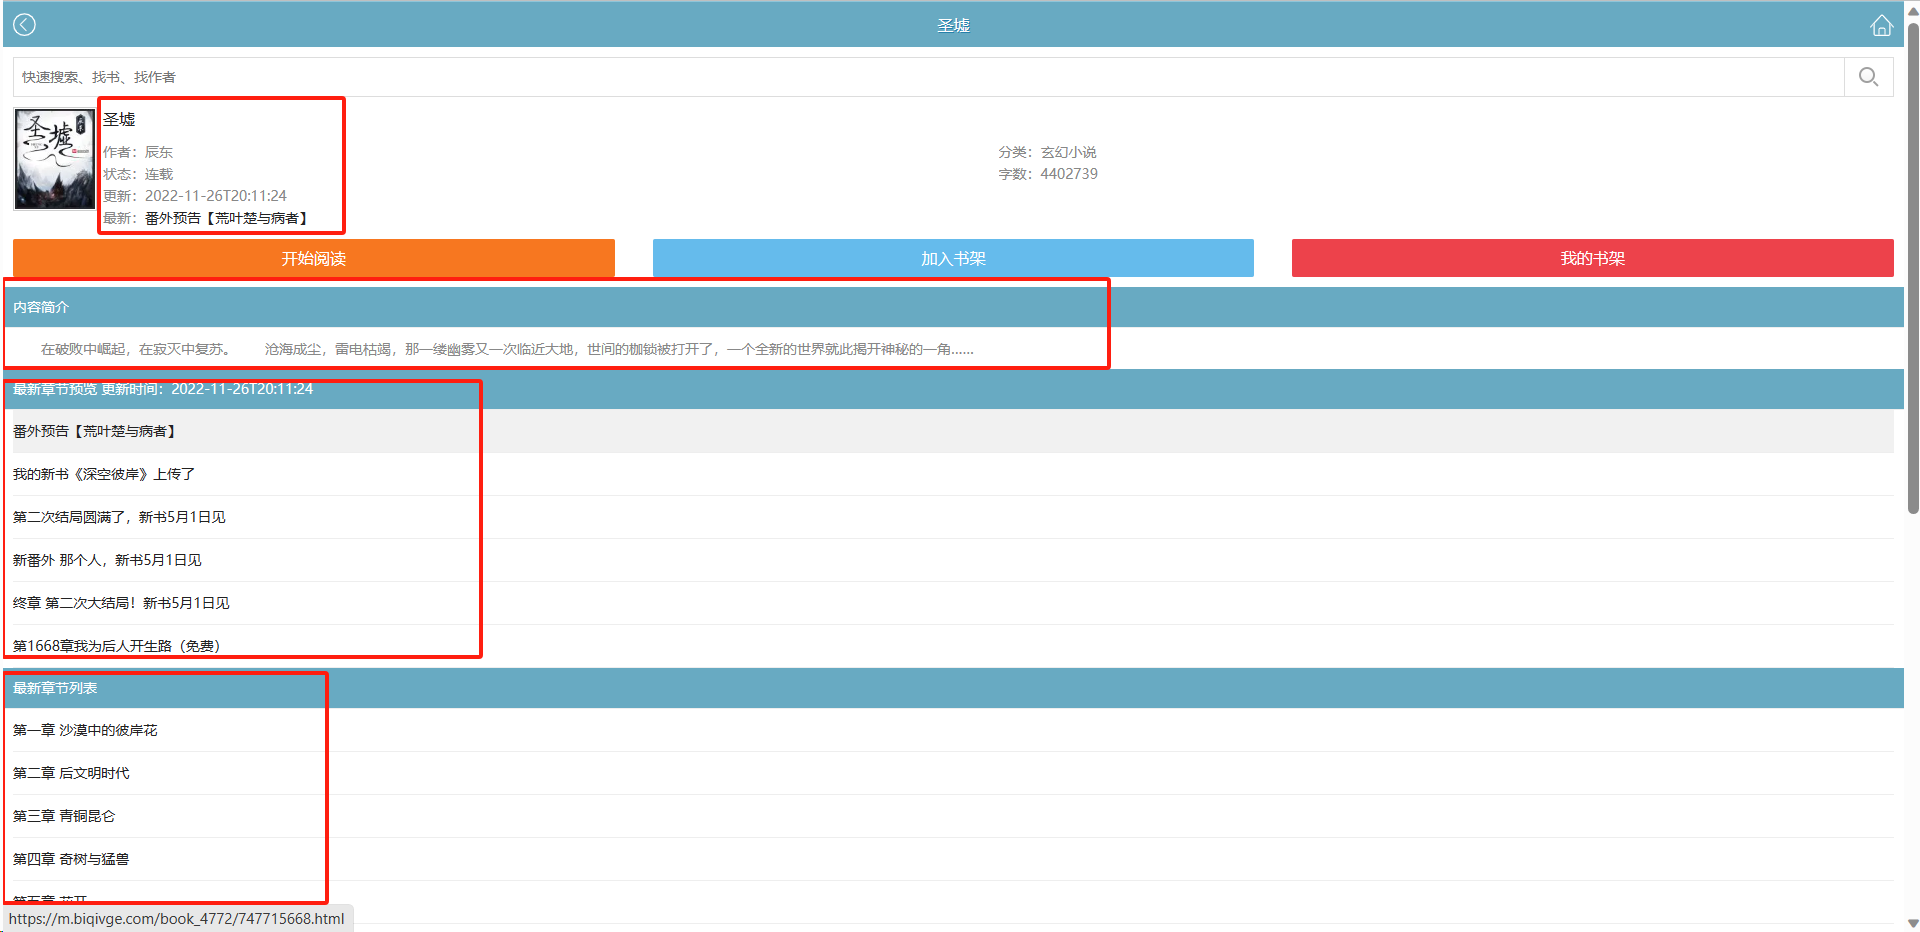 圣墟
快速搜索、找书、找作者
圣墟
圣墟
作者：辰东
分类：玄幻小说
状态：连载
字数：4402739
更新：2022-11-26T20:11:24
最新：番外预告【荒叶楚与病者】
开始阅读
加入书架
我的书架
内容简介
在破败中崛起，在寂灭中复苏。 沧海成尘，雷电枯竭，那一缕幽雾又一次临近大地，世间的枷锁被打开了，一个全新的世界就此揭开神秘的一角......
最新章节预览 更新时间：2022-11-26T20:11:24
番外预告【荒叶楚与病者】
我的新书《深空彼岸》上传了
第二次结局圆满了，新书5月1日见
新番外 那个人，新书5月1日见
终章 第二次大结局！新书5月1日见
第1668章我为后人开生路（免费）
最新章节列表
第一章 沙漠中的彼岸花
第二章 后文明时代
第三章 青铜昆仑
第四章 奇树与猛兽
第五章 花开
https://m.biqivge.com/book_4772/747715668.html